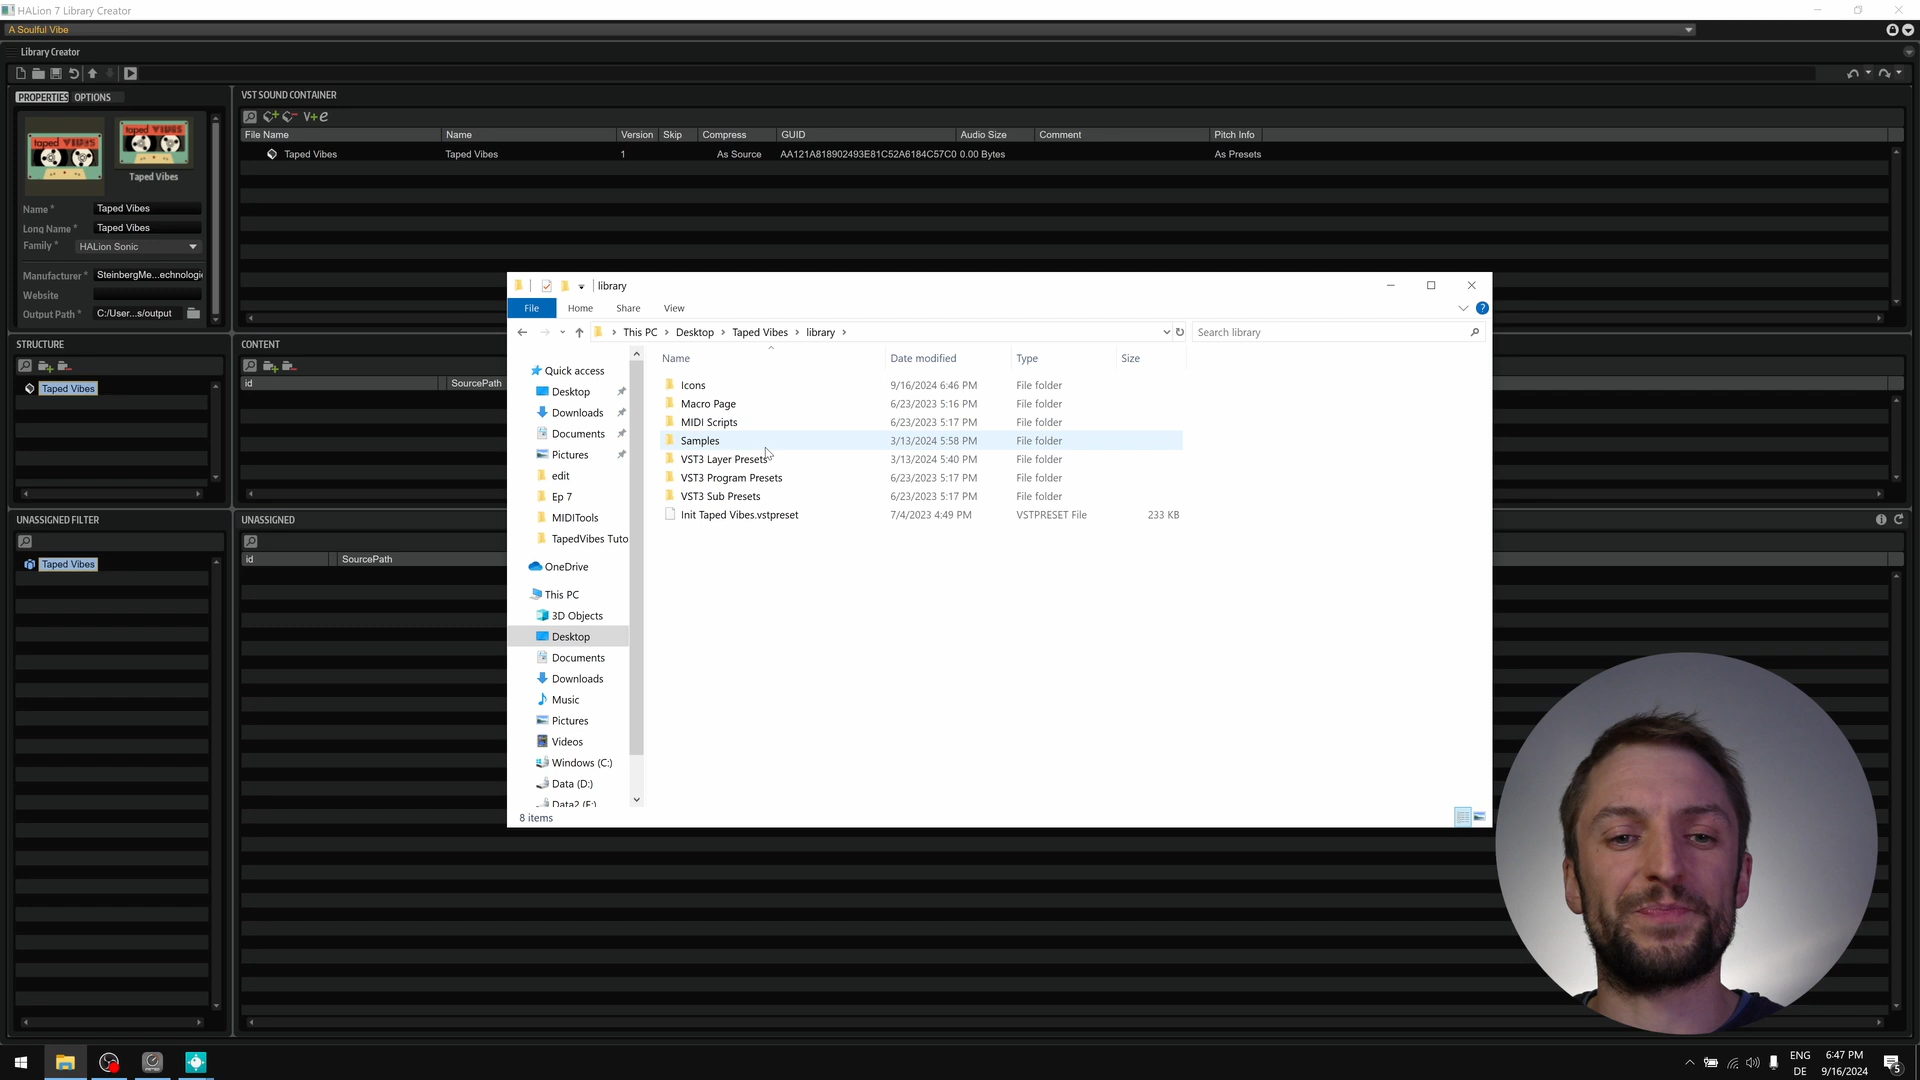 HALion 7 Library Creator
A Soulful Vibe
Library Creator
PROPERTIES OPTIONS
taped VIBES
taped VIBES
Taped Vibes
Name * Taped Vibes
Long Name * Taped Vibes
Family * HALion Sonic
Manufacturer * SteinbergMe...echnologi
Website
Output Path * C:/User...s/output
VST SOUND CONTAINER
File Name Name Version Skip Compress GUID Audio Size Comment Pitch Info
Taped Vibes Taped Vibes 1 As Source AA121A818902493E81C52A6184C57C0 0.00 Bytes As Presets
STRUCTURE
Taped Vibes
CONTENT
id SourcePath
UNASSIGNED FILTER
Taped Vibes
UNASSIGNED
id SourcePath
library
File Home Share View
This PC > Desktop > Taped Vibes > library >
Search library
Quick access
Desktop
Downloads
Documents
Pictures
edit
Ep 7
MIDITools
TapedVibes Tuto
OneDrive
This PC
3D Objects
Desktop
Documents
Downloads
Music
Pictures
Videos
Windows (C:)
Data (D:)
Data2 (E:)
Name Date modified Type Size
Icons 9/16/2024 6:46 PM File folder
Macro Page 6/23/2023 5:16 PM File folder
MIDI Scripts 6/23/2023 5:17 PM File folder
Samples 3/13/2024 5:58 PM File folder
VST3 Layer Presets 3/13/2024 5:40 PM File folder
VST3 Program Presets 6/23/2023 5:17 PM File folder
VST3 Sub Presets 6/23/2023 5:17 PM File folder
Init Taped Vibes.vstpreset 7/4/2023 4:49 PM VSTPRESET File 233 KB
8 items
ENG
DE
6:47 PM
9/16/2024
5